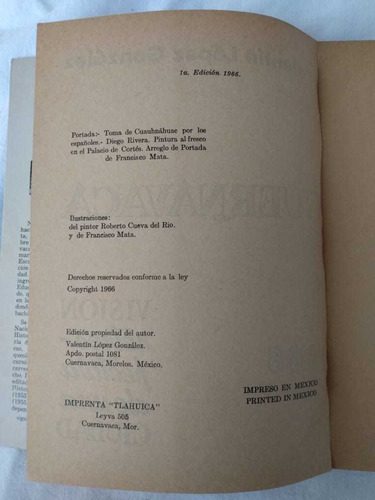 1a. Edición 1966.
Portada:- Toma de Cuauhnáhuac por los
españoles.- Diego Rivera. Pintura al fresco
en el Palacio de Cortés. Arreglo de Portada
de Francisco Mata.
Ilustraciones:
del pintor Roberto Cueva del Río.
y de Francisco Mata.
Derechos reservados conforme a la ley
Copyright 1966
Edición propiedad del autor.
Valentín López González.
Apdo. postal 1081
Cuernavaca, Morelos. México.
IMPRENTA "TLAHUICA"
Leyva 505
Cuernavaca, Mor.
IMPRESO EN MEXICO
PRINTED IN MEXICO